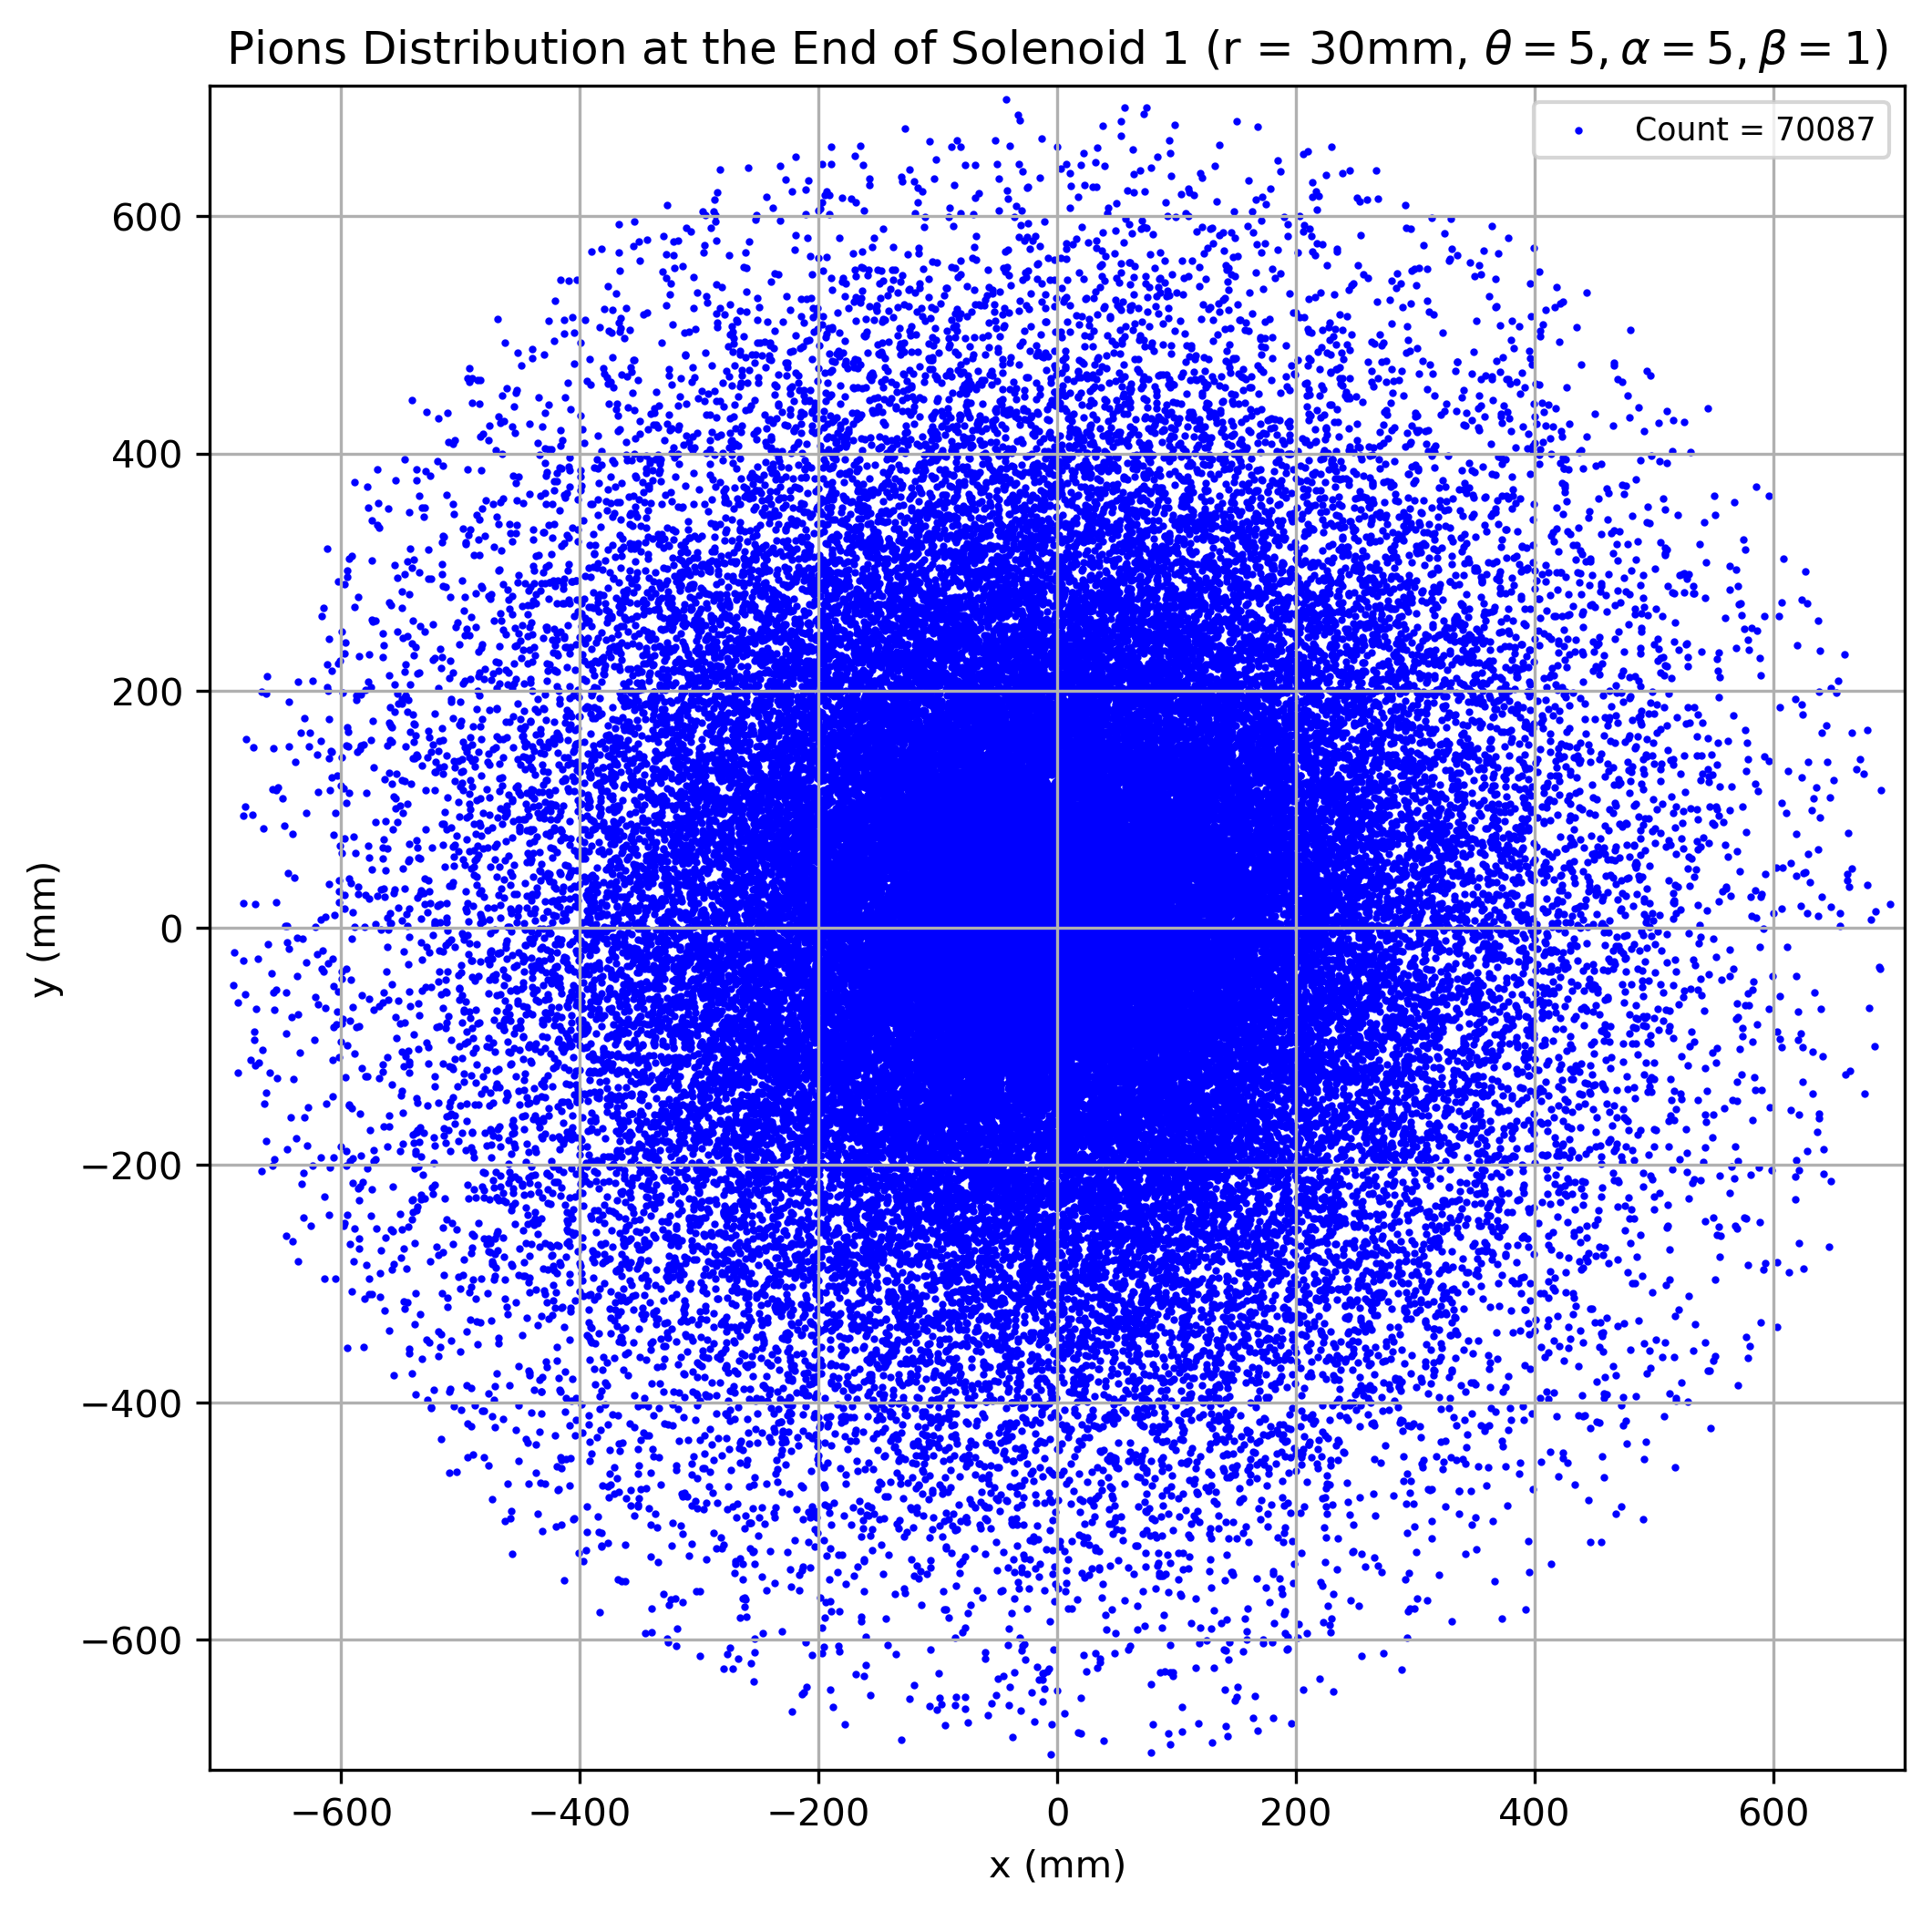 Pions Distribution at the End of Solenoid 1 (r = 30mm, θ = 5, α = 5, β = 1)
Count = 70087
600
400
200
0
−200
−400
−600
y (mm)
−600 −400 −200 0 200 400 600
x (mm)